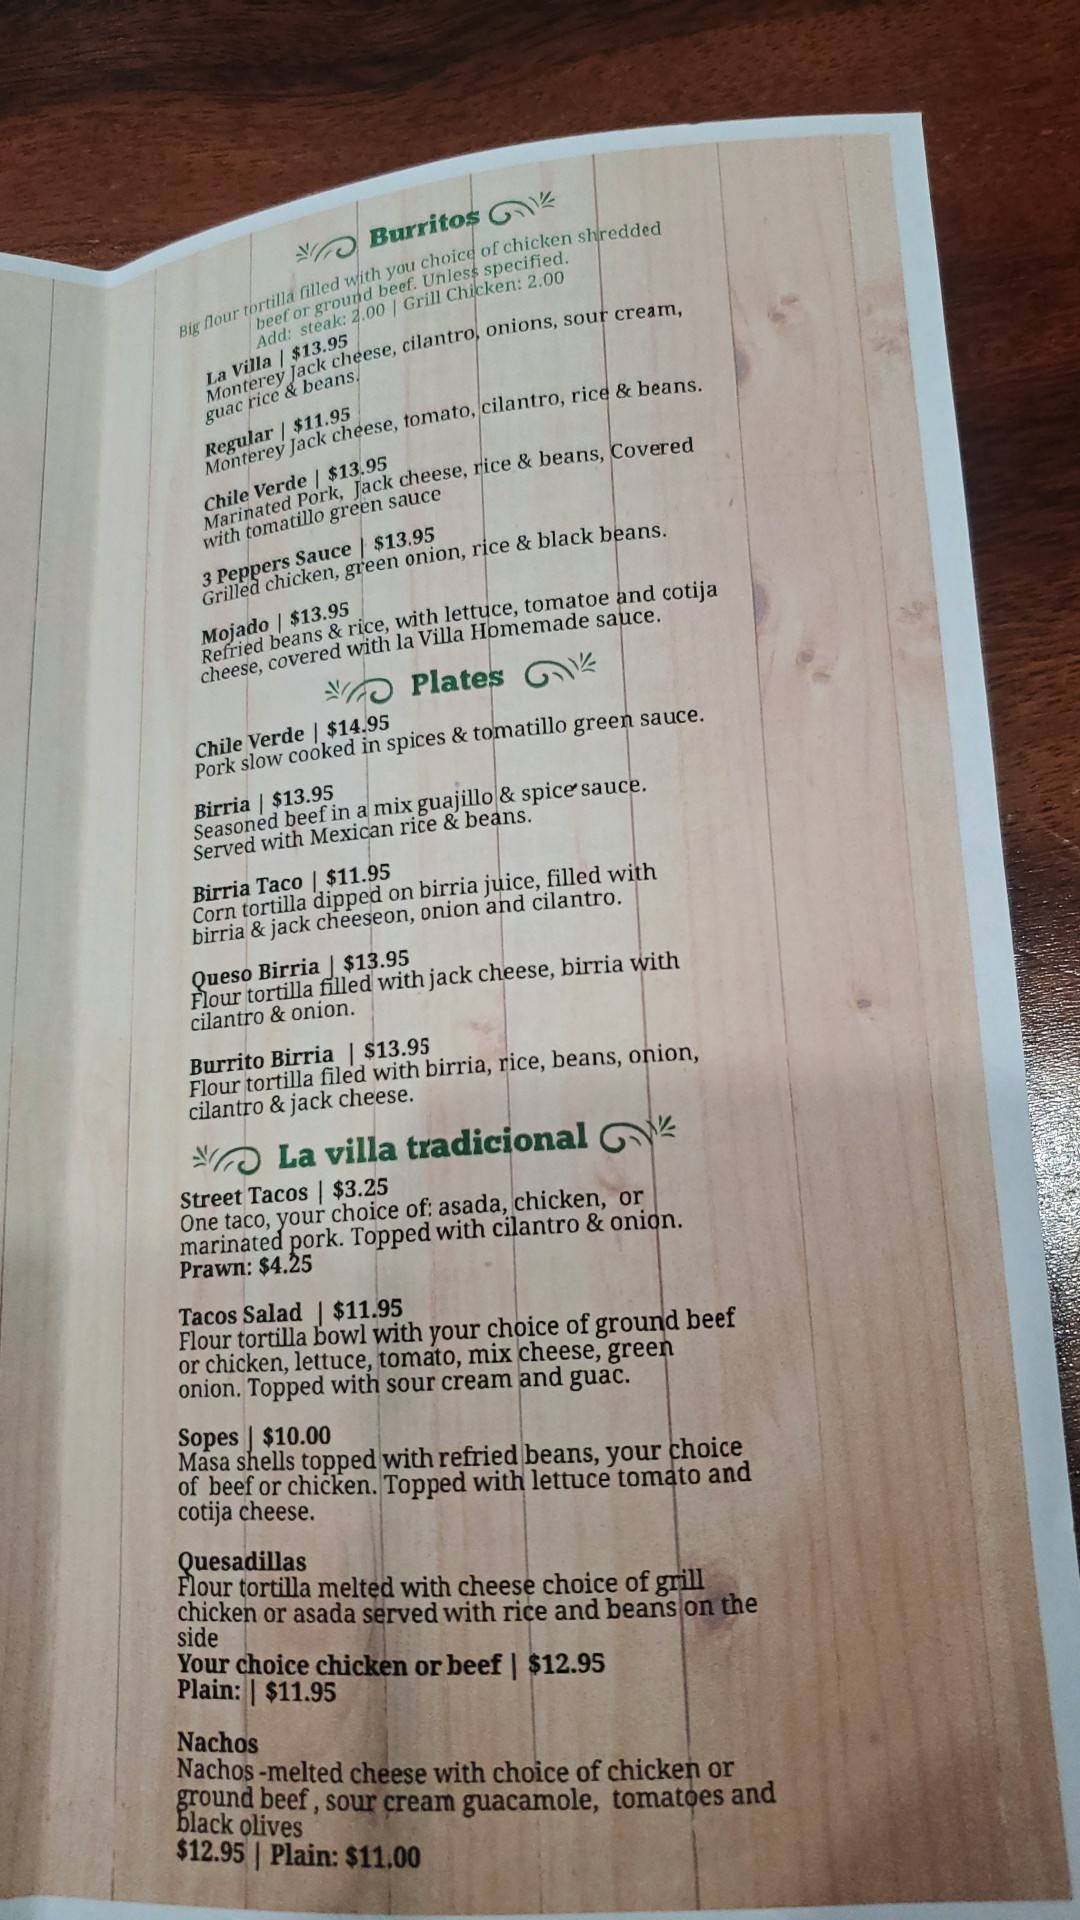 Burritos
Big flour tortilla filled with you choice of chicken shredded
beef or ground beef. Unless specified.
Add: steak: 2.00 | Grill Chicken: 2.00
La Villa | $13.95
Monterey Jack cheese, cilantro, onions, sour cream,
guac rice & beans.
Regular | $11.95
Monterey Jack cheese, tomato, cilantro, rice & beans.
Chile Verde | $13.95
Marinated Pork, Jack cheese, rice & beans, Covered
with tomatillo green sauce
3 Peppers Sauce | $13.95
Grilled chicken, green onion, rice & black beans.
Mojado | $13.95
Refried beans & rice, with lettuce, tomatoe and cotija
cheese, covered with la Villa Homemade sauce.
Plates
Chile Verde | $14.95
Pork slow cooked in spices & tomatillo green sauce.
Birria | $13.95
Seasoned beef in a mix guajillo & spice sauce.
Served with Mexican rice & beans.
Birria Taco | $11.95
Corn tortilla dipped on birria juice, filled with
birria & jack cheeseon, onion and cilantro.
Queso Birria | $13.95
Flour tortilla filled with jack cheese, birria with
cilantro & onion.
Burrito Birria | $13.95
Flour tortilla filed with birria, rice, beans, onion,
cilantro & jack cheese.
La villa tradicional
Street Tacos | $3.25
One taco, your choice of: asada, chicken, or
marinated pork. Topped with cilantro & onion.
Prawn: $4.25
Tacos Salad | $11.95
Flour tortilla bowl with your choice of ground beef
or chicken, lettuce, tomato, mix cheese, green
onion. Topped with sour cream and guac.
Sopes | $10.00
Masa shells topped with refried beans, your choice
of beef or chicken. Topped with lettuce tomato and
cotija cheese.
Quesadillas
Flour tortilla melted with cheese choice of grill
chicken or asada served with rice and beans on the
side
Your choice chicken or beef | $12.95
Plain: | $11.95
Nachos
Nachos -melted cheese with choice of chicken or
ground beef , sour cream guacamole, tomatoes and
black olives
$12.95 | Plain: $11.00